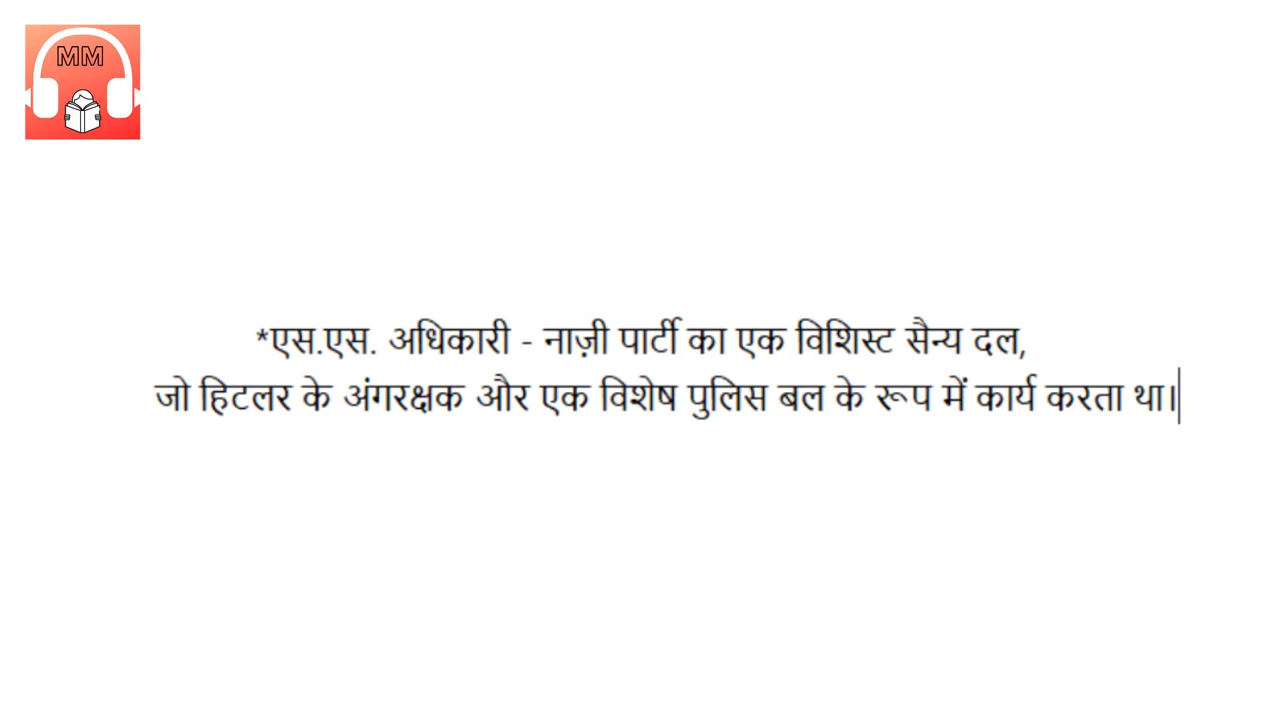 MM
*एस.एस. अधिकारी - नाज़ी पार्टी का एक विशिस्ट सैन्य दल,
जो हिटलर के अंगरक्षक और एक विशेष पुलिस बल के रूप में कार्य करता था।